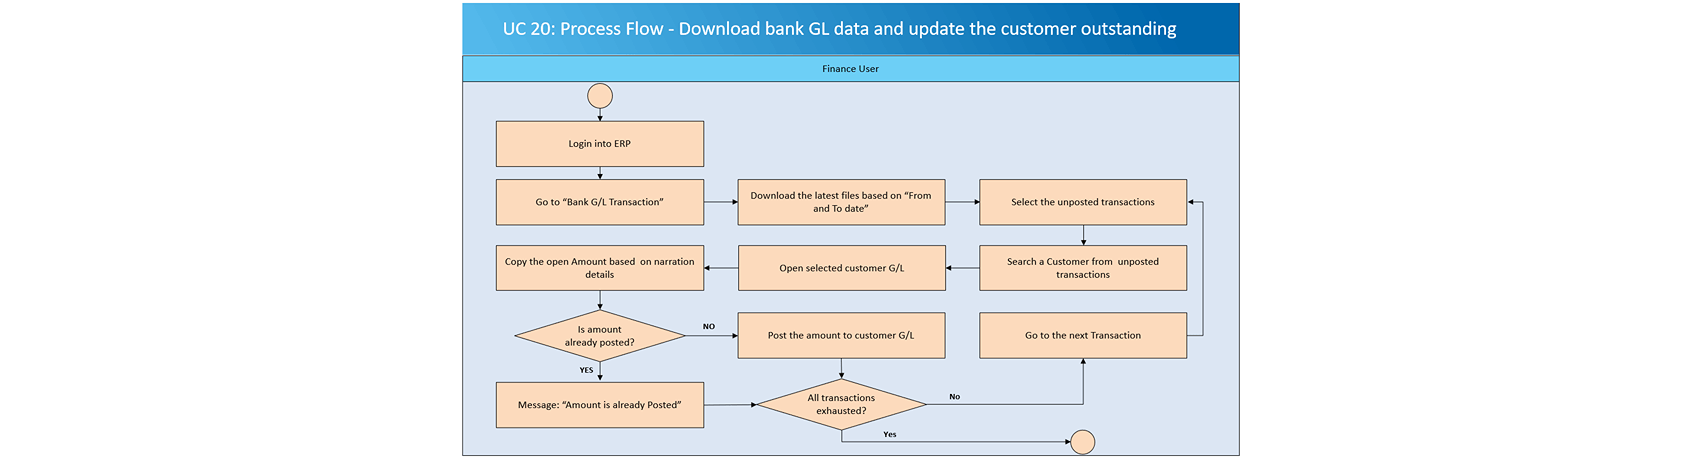 UC 20: Process Flow - Download bank GL data and update the customer outstanding
Finance User
Login into ERP
Go to “Bank G/L Transaction”
Download the latest files based on “From
and To date”
Select the unposted transactions
Copy the open Amount based  on narration
details
Open selected customer G/L
Search a Customer from  unposted
transactions
Is amount
already posted?
NO
Post the amount to customer G/L
Go to the next Transaction
YES
Message: “Amount is already Posted”
All transactions
exhausted?
No
Yes